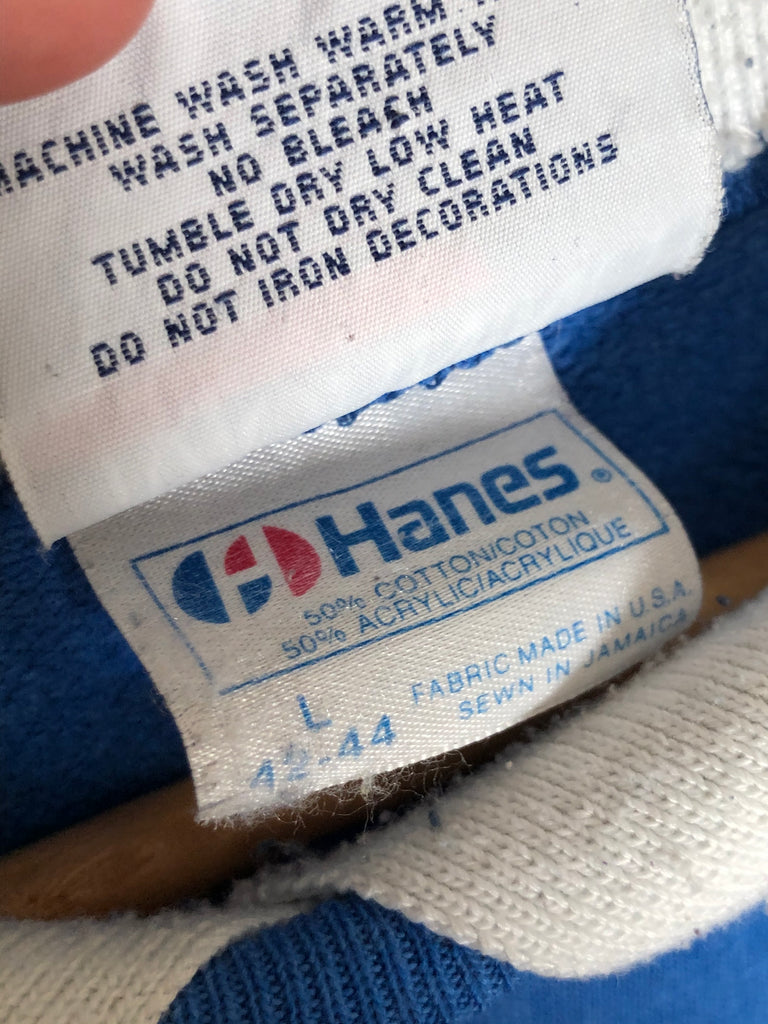 MACHINE WASH WARM
WASH SEPARATELY
NO BLEACH
TUMBLE DRY LOW HEAT
DO NOT DRY CLEAN
DO NOT IRON DECORATIONS
Hanes®
50% COTTON/COTON
50% ACRYLIC/ACRYLIQUE
L
42-44
FABRIC MADE IN U.S.A.
SEWN IN JAMAICA